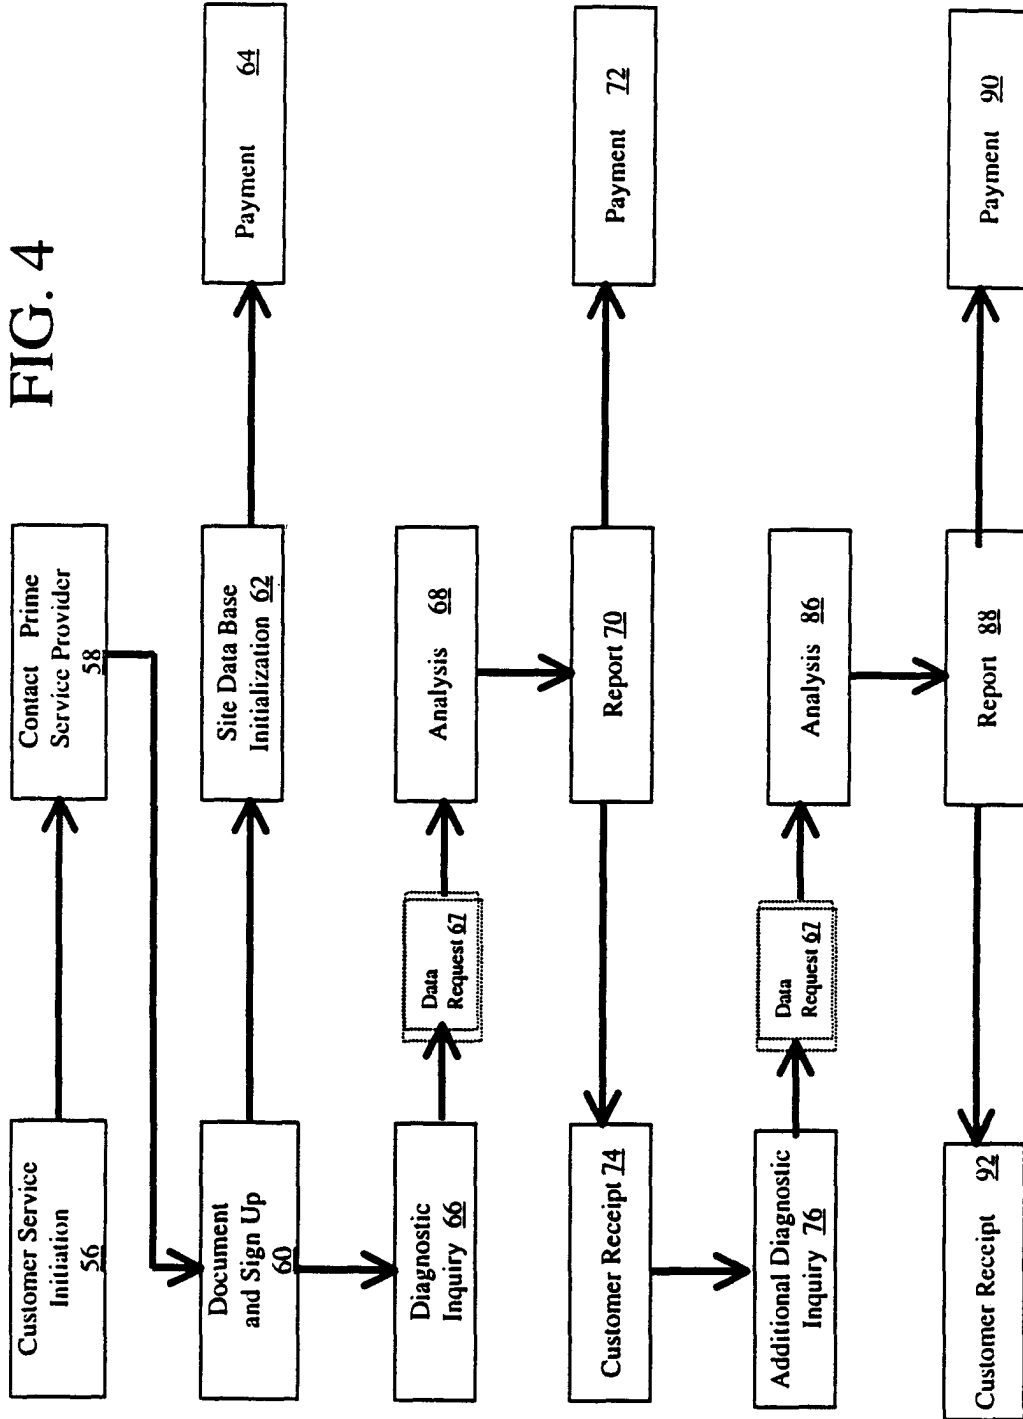 FIG. 4
Customer Service
Initiation
56
Contact Prime
Service Provider
58
Document
and Sign Up
60
Site Data Base
Initialization 62
Payment 64
Diagnostic
Inquiry 66
Data
Request 67
Analysis 68
Report 70
Payment 72
Customer Receipt 74
Additional Diagnostic
Inquiry 76
Data
Request 67
Analysis 86
Report 88
Payment 90
Customer Receipt 92